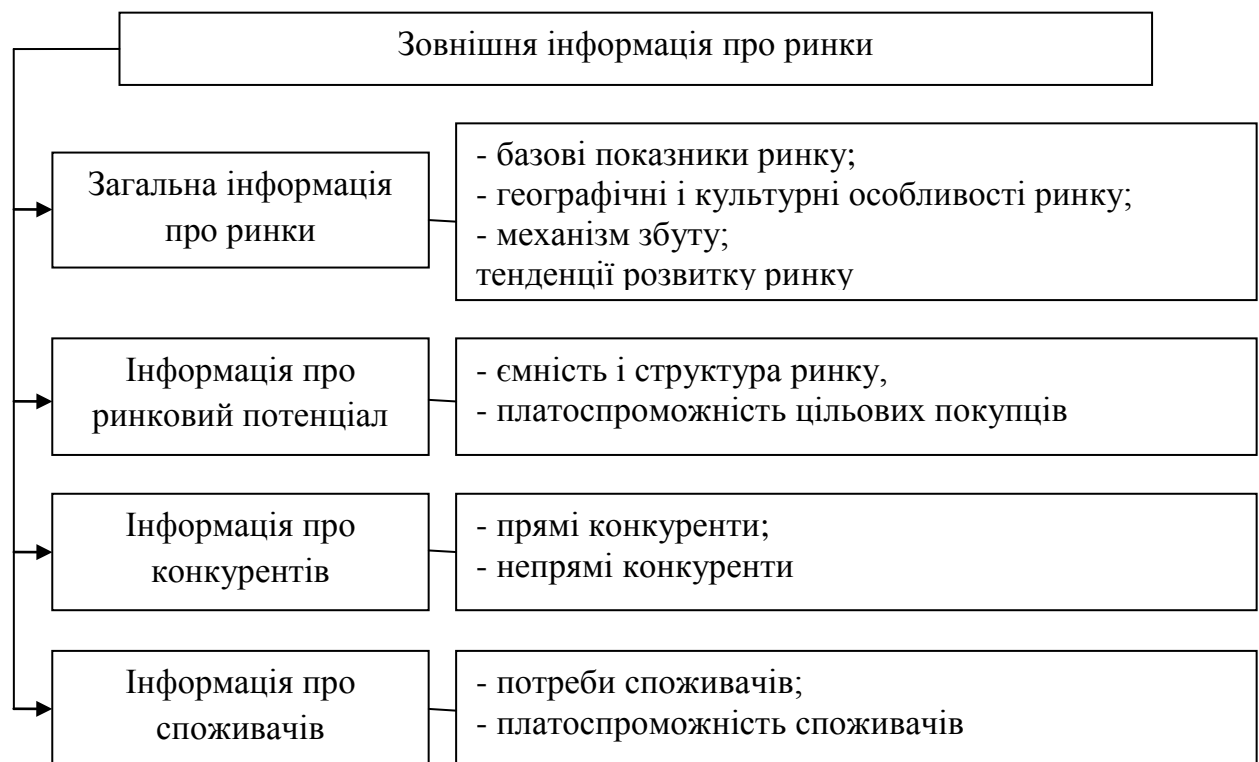 Зовнішня інформація про ринки
Загальна інформація
про ринки
- базові показники ринку;
- географічні і культурні особливості ринку;
- механізм збуту;
тенденції розвитку ринку
Інформація про
ринковий потенціал
- ємність і структура ринку,
- платоспроможність цільових покупців
Інформація про
конкурентів
- прямі конкуренти;
- непрямі конкуренти
Інформація про
споживачів
- потреби споживачів;
- платоспроможність споживачів